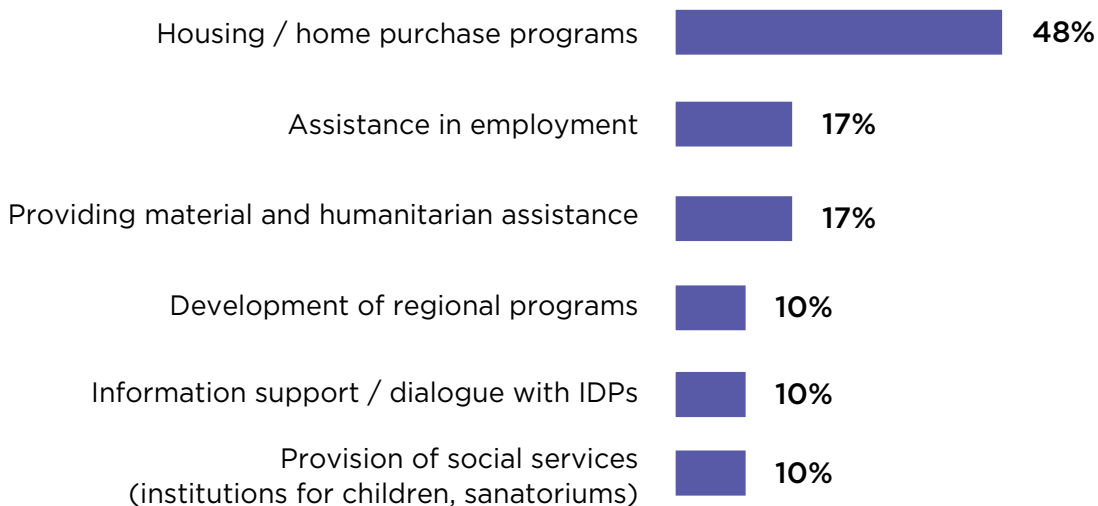 Housing / home purchase programs 48%
Assistance in employment 17%
Providing material and humanitarian assistance 17%
Development of regional programs 10%
Information support / dialogue with IDPs 10%
Provision of social services
(institutions for children, sanatoriums) 10%